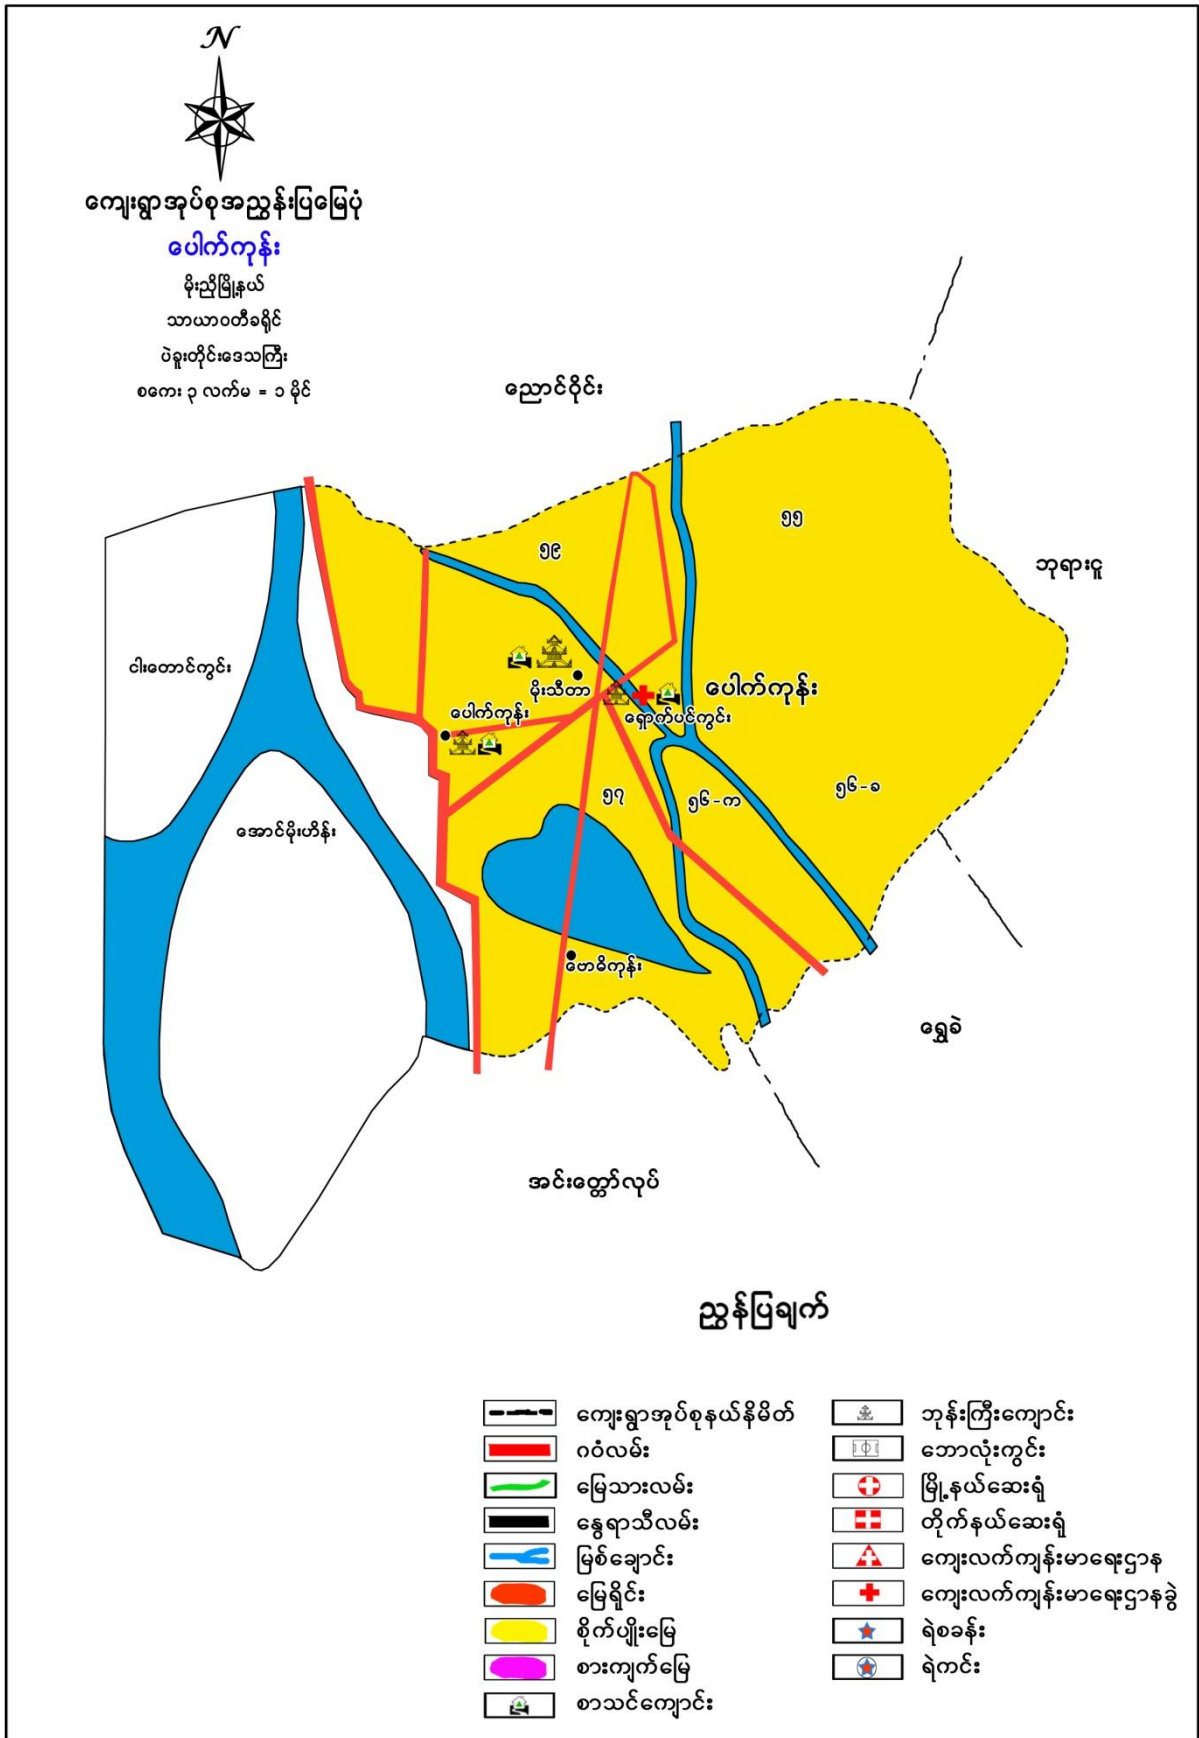 N
ကျေးရွာအုပ်စုအညွှန်းပြမြေပုံ
ပေါက်ကုန်း
မိုးညိုမြို့နယ်
သာယာဝတီခရိုင်
ပဲခူးတိုင်းဒေသကြီး
စကေး ၃ လက်မ = ၁ မိုင်
ညောင်ဝိုင်း
၅၅
၅၉
ဘုရားငူ
ငါးတောင်ကွင်း
မိုးသီတာ
ပေါက်ကုန်း
ပေါက်ကုန်း
ရှောက်ပင်ကွင်း
၅၇
၅၆-က
၅၆-ခ
အောင်မိုးဟိန်း
ဗောဓိကုန်း
ရွှေခဲ
အင်းတ္တော်လုပ်
ညွှန်ပြချက်
ကျေးရွာအုပ်စုနယ်နိမိတ်
ဂဝံလမ်း
မြေသားလမ်း
နွေရာသီလမ်း
မြစ်ချောင်း
မြေရိုင်း
စိုက်ပျိုးမြေ
စားကျက်မြေ
စာသင်ကျောင်း
ဘုန်းကြီးကျောင်း
ဘောလုံးကွင်း
မြို့နယ်ဆေးရုံ
တိုက်နယ်ဆေးရုံ
ကျေးလက်ကျန်းမာရေးဌာန
ကျေးလက်ကျန်းမာရေးဌာနခွဲ
ရဲစခန်း
ရဲကင်း